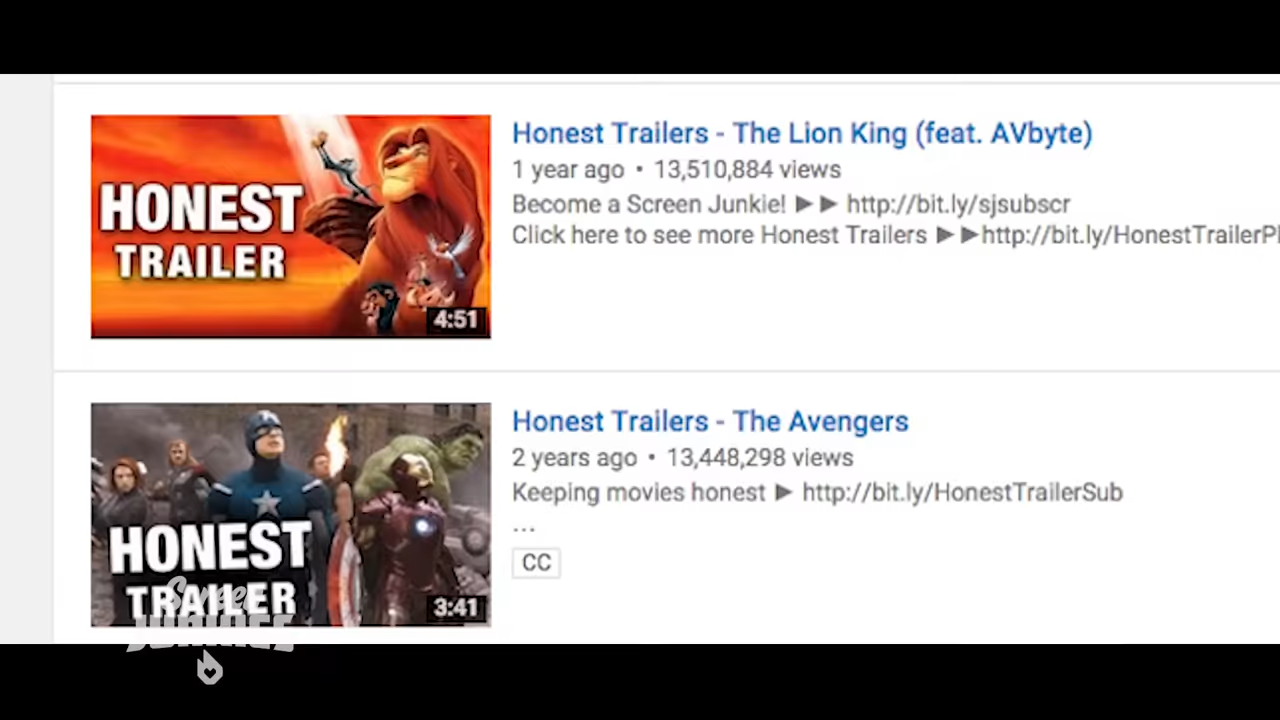 HONEST
TRAILER
4:51
Honest Trailers - The Lion King (feat. AVbyte)
1 year ago • 13,510,884 views
Become a Screen Junkie! ►► http://bit.ly/sjsubscr
Click here to see more Honest Trailers ►►http://bit.ly/HonestTrailerPl
HONEST
TRAILER
3:41
Honest Trailers - The Avengers
2 years ago • 13,448,298 views
Keeping movies honest ► http://bit.ly/HonestTrailerSub
...
CC
Screen
JUNKIES